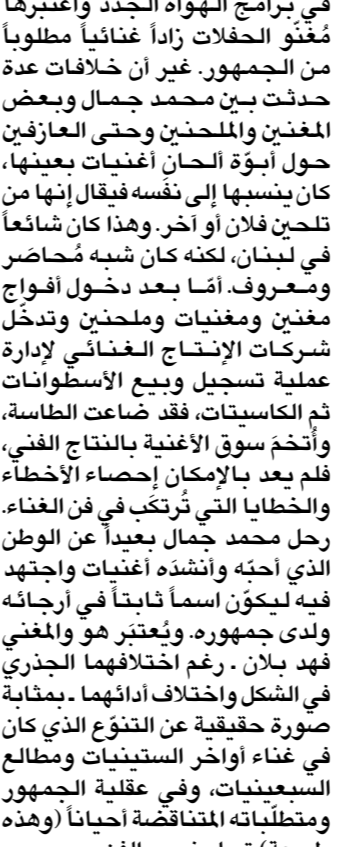 في برامج الهواة الجدد واعتبرها
مُغنّو الحفلات زاداً غنائياً مطلوباً
من الجمهور. غير أن خلافات عدة
حدثت بين محمد جمال وبعض
المغنين والملحنين وحتى العازفين
حول أبوّة ألحان أغنيات بعينها،
كان ينسبها إلى نفسه فيقال إنها من
تلحين فلان أو آخر. وهذا كان شائعاً
في لبنان، لكنه كان شبه مُحاصَر
ومعروف. أمّا بعد دخول أفواج
مغنين ومغنيات وملحنين وتدخّل
شركات الإنتاج الغنائي لإدارة
عملية تسجيل وبيع الأسطوانات
ثم الكاسيتات، فقد ضاعت الطاسة،
وأُتخمَ سوق الأغنية بالنتاج الفني،
فلم يعد بالإمكان إحصاء الأخطاء
والخطايا التي تُرتكَب في فن الغناء.
رحل محمد جمال بعيداً عن الوطن
الذي أحبّه وأنشدَه أغنيات واجتهد
فيه ليكوّن اسماً ثابتاً في أرجائه
ولدى جمهوره. ويُعتبَر هو والمغني
فهد بلان ـ رغم اختلافهما الجذري
في الشكل واختلاف أدائهما ـ بمثابة
صورة حقيقية عن التنوّع الذي كان
في غناء أواخر الستينيات ومطالع
السبعينيات، وفي عقلية الجمهور
ومتطلّباته المتناقضة أحياناً (وهذه